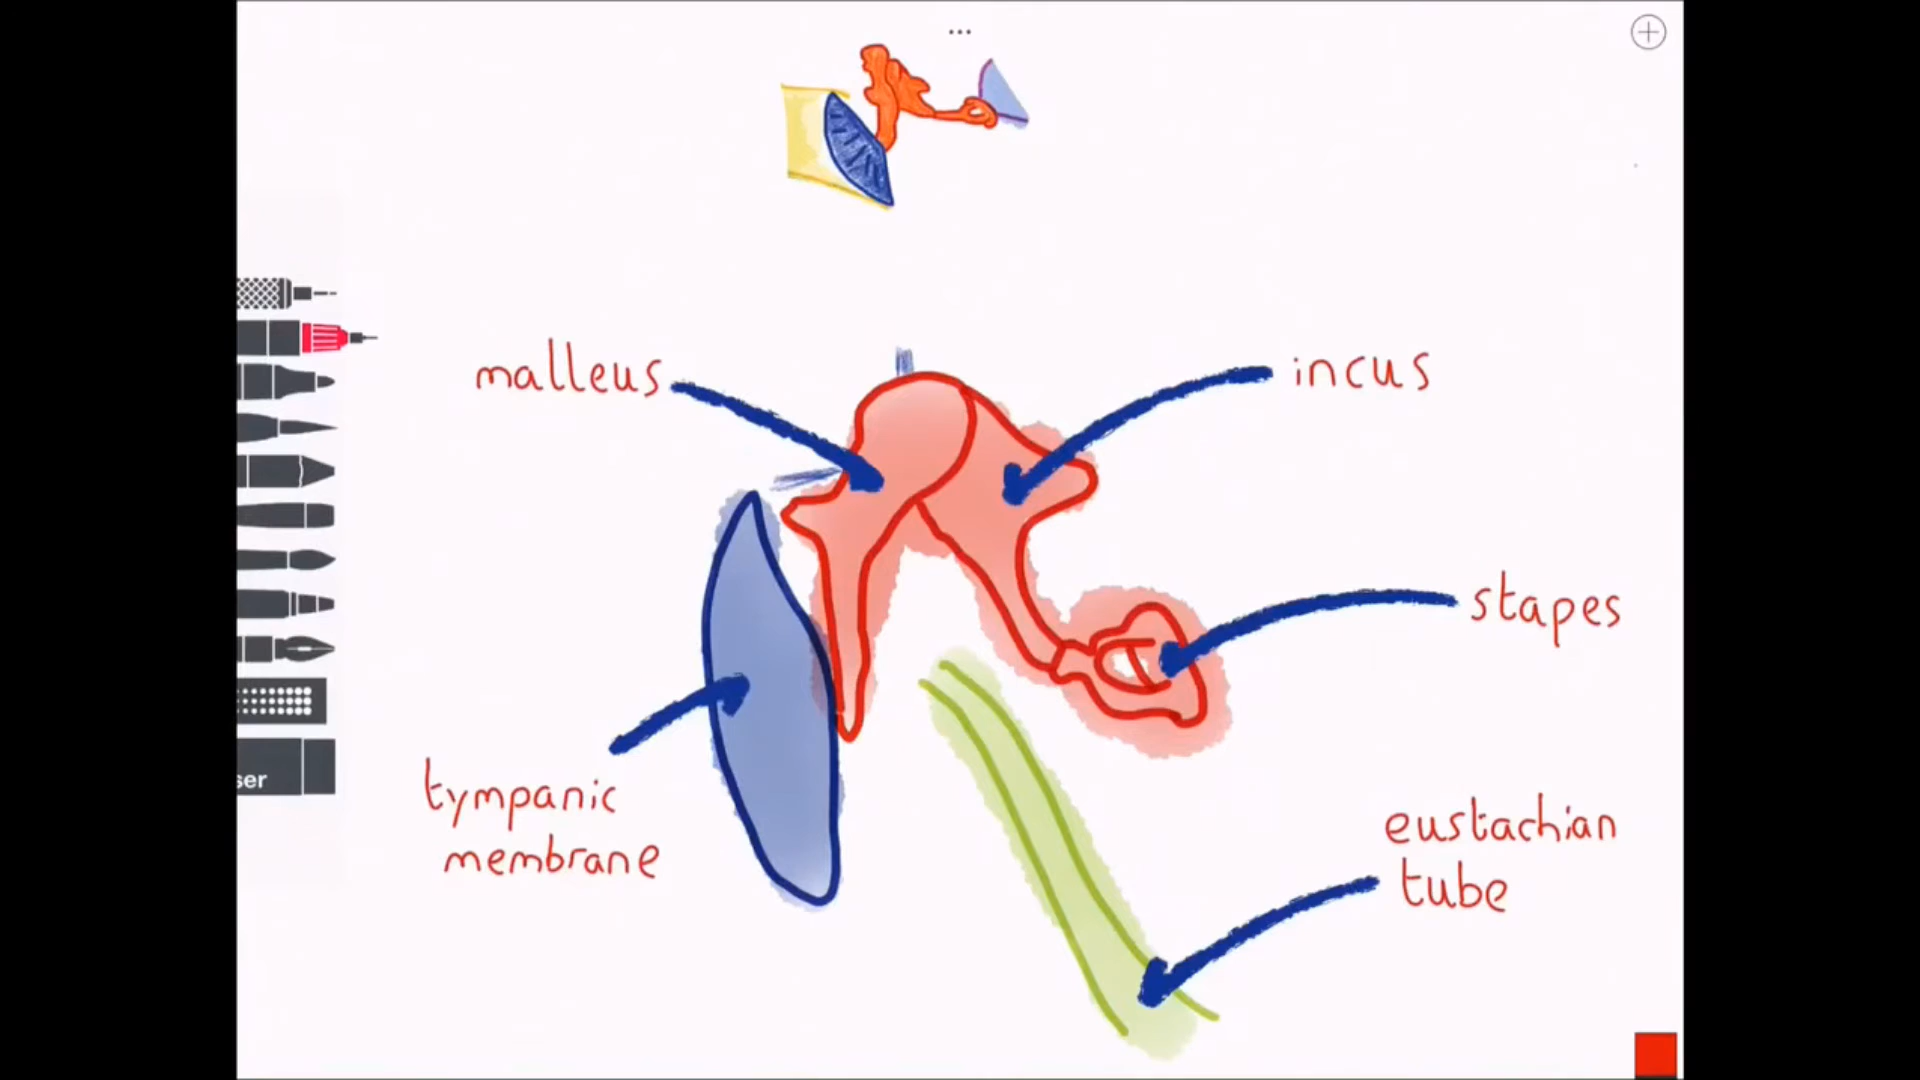 malleus
incus
stapes
tympanic
membrane
eustachian
tube
ser